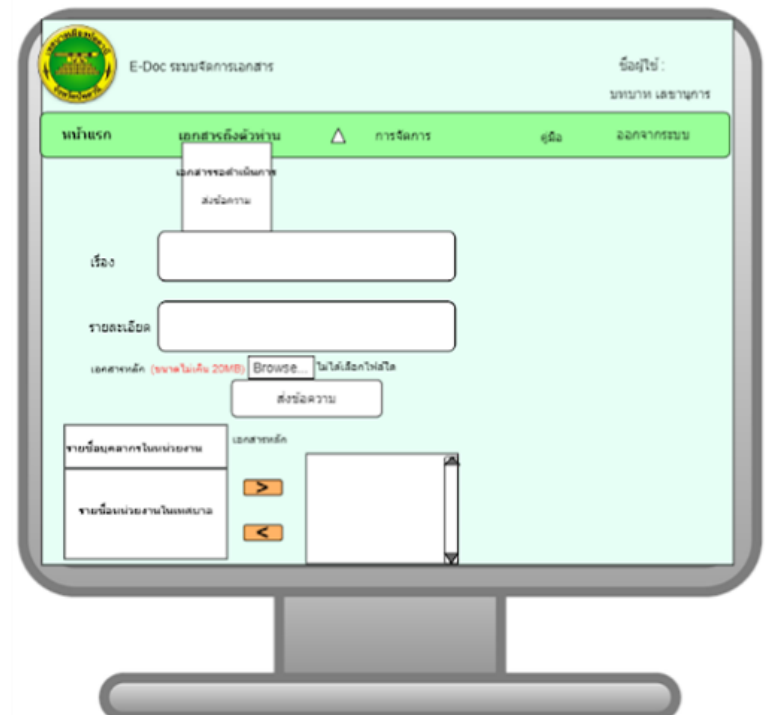 E-Doc ระบบจัดการเอกสาร
ชื่อผู้ใช้ :
บทบาท เลขานุการ
หน้าแรก เอกสารถึงตัวท่าน △ การจัดการ คู่มือ ออกจากระบบ
เอกสารรอดำเนินการ
ส่งข้อความ
เรื่อง
รายละเอียด
เอกสารหลัก (ขนาดไม่เกิน 20MB) Browse... ไม่ได้เลือกไฟล์ใด
ส่งข้อความ
รายชื่อบุคลากรในหน่วยงาน
เอกสารหลัก
>
รายชื่อหน่วยงานในเทศบาล
<